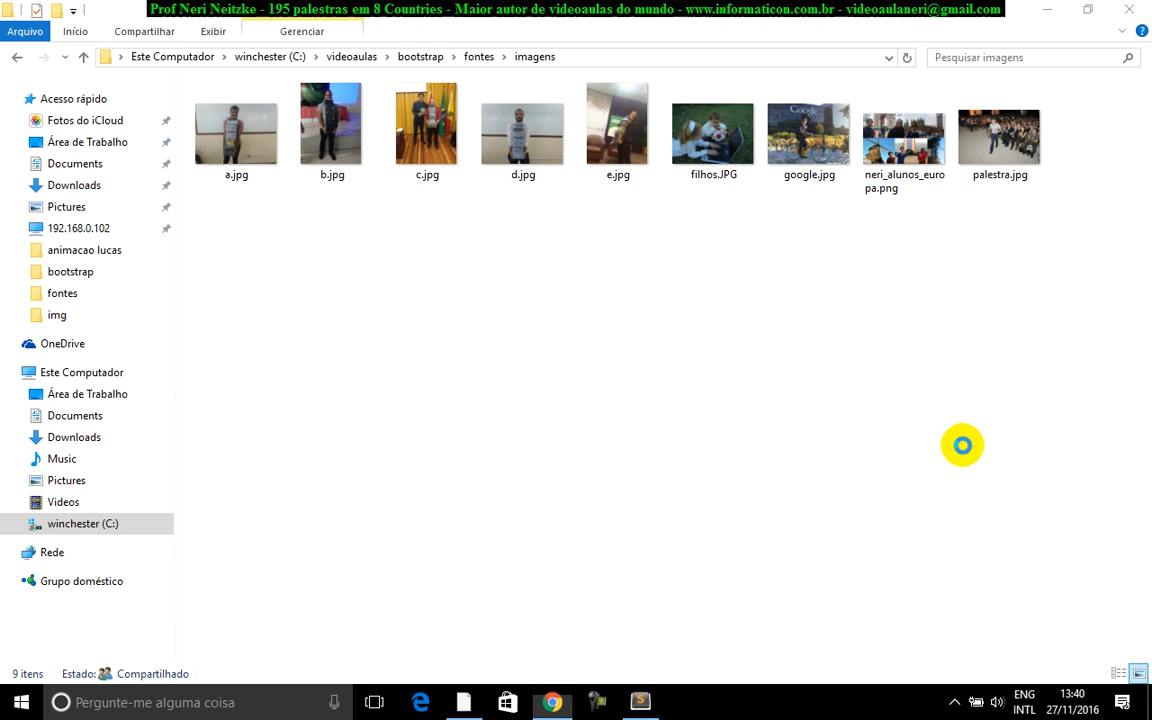 Prof Neri Neitzke - 195 palestras em 8 Countries - Maior autor de videoaulas do mundo - www.informaticon.com.br - videoaulaneri@gmail.com
Arquivo Início Compartilhar Exibir Gerenciar
Este Computador winchester (C:) videoaulas bootstrap fontes imagens
Pesquisar imagens
Acesso rápido
Fotos do iCloud
Área de Trabalho
Documents
Downloads
Pictures
192.168.0.102
animacao lucas
bootstrap
fontes
img
OneDrive
Este Computador
Área de Trabalho
Documents
Downloads
Music
Pictures
Videos
winchester (C:)
Rede
Grupo doméstico
a.jpg b.jpg c.jpg d.jpg e.jpg filhos.JPG google.jpg neri_alunos_euro palestra.jpg
pa.png
9 itens Estado: Compartilhado
Pergunte-me alguma coisa
ENG 13:40
INTL 27/11/2016